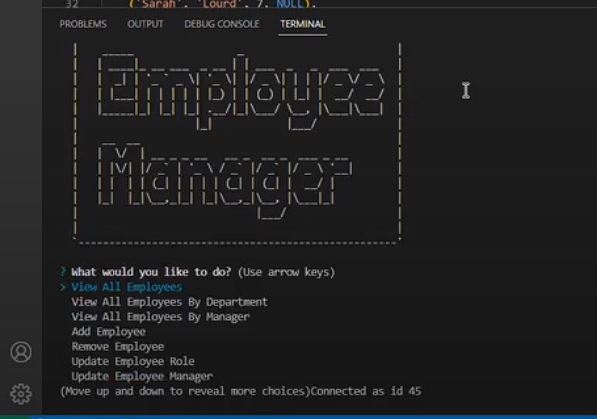 32 ('Sarah', 'Lourd', 7, NULL),
PROBLEMS OUTPUT DEBUG CONSOLE TERMINAL
Employee
Manager
? What would you like to do? (Use arrow keys)
> View All Employees
View All Employees By Department
View All Employees By Manager
Add Employee
Remove Employee
Update Employee Role
Update Employee Manager
(Move up and down to reveal more choices)Connected as id 45